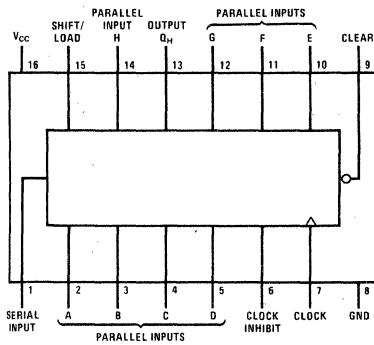 PARALLEL
PARALLEL INPUTS
SHIFT/ INPUT OUTPUT
VCC LOAD H QH G F E CLEAR
16 15 14 13 12 11 10 9
1 2 3 4 5 6 7 8
SERIAL A B C D CLOCK CLOCK GND
INPUT INHIBIT
PARALLEL INPUTS